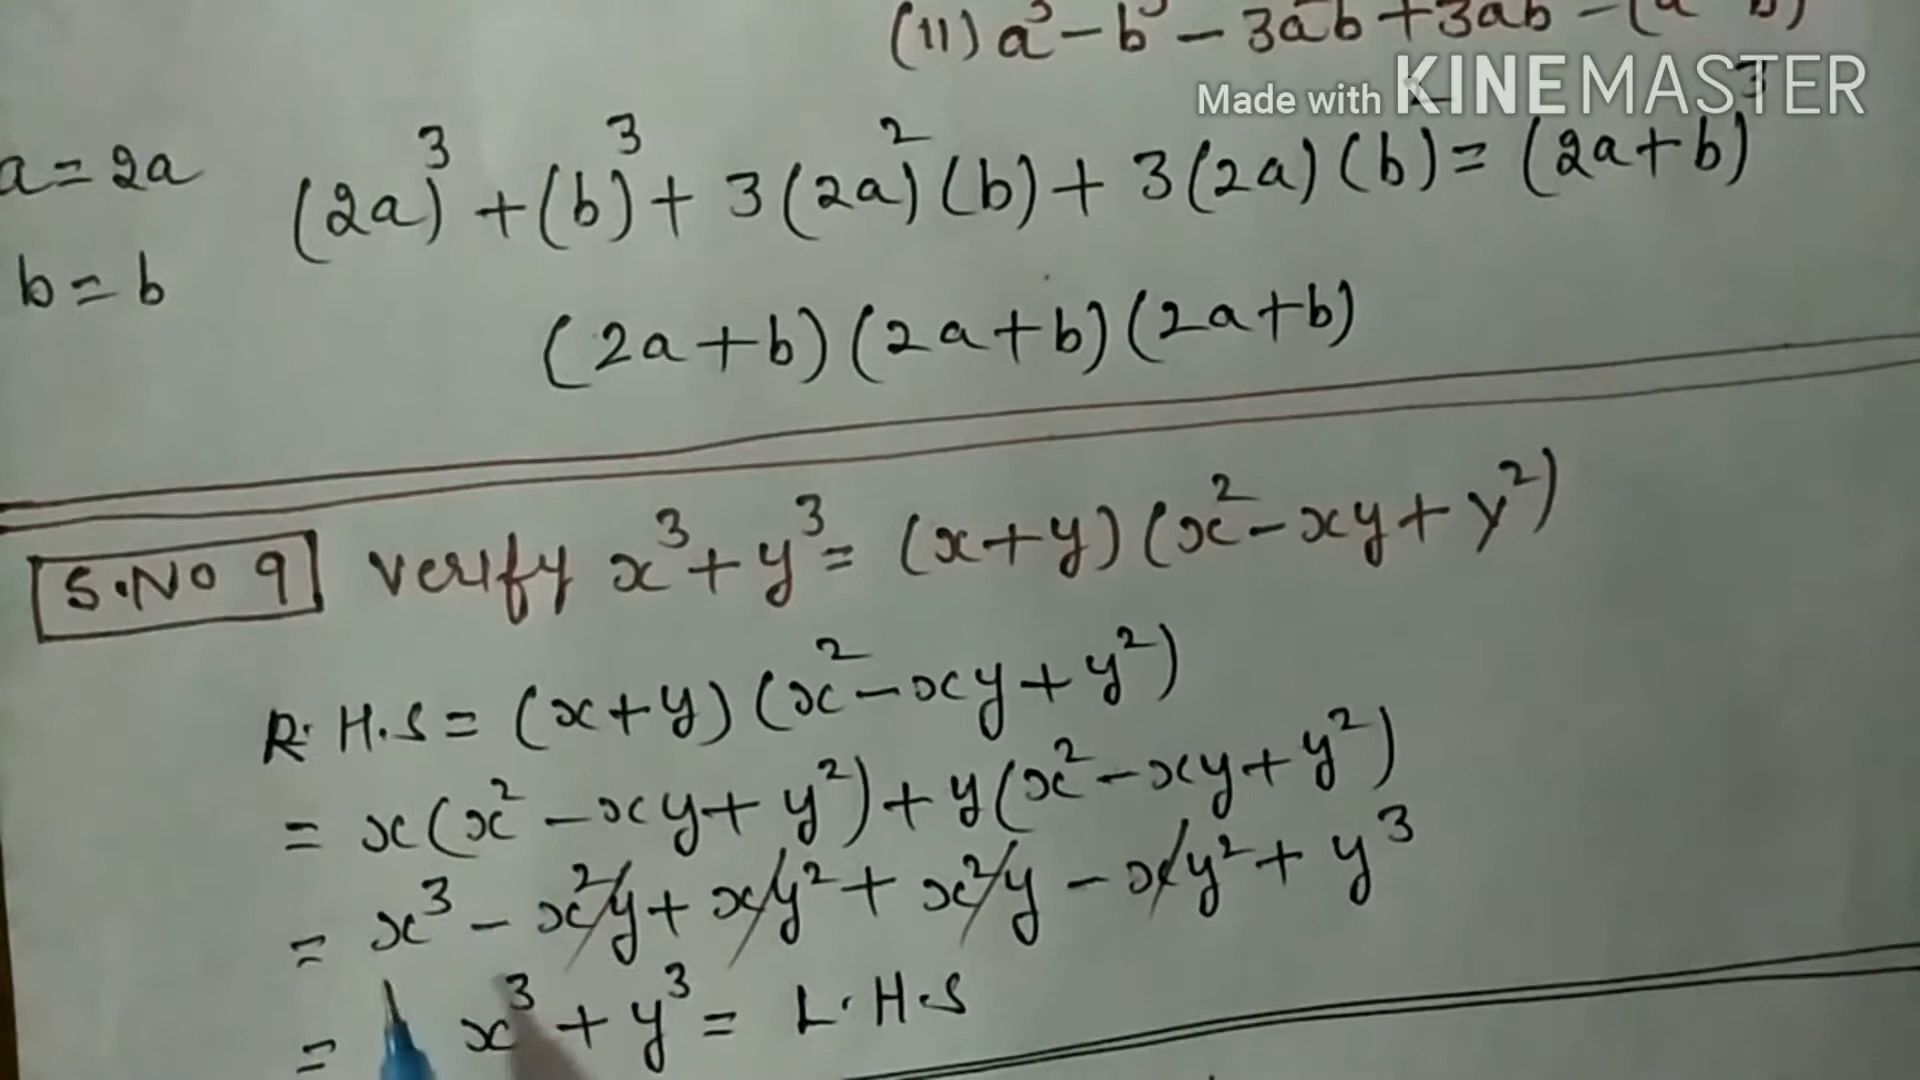 (11) a³ - b³ - 3a²b + 3ab² - (a b)
Made with KINEMASTER
a = 2a (2a)³ + (b)³ + 3(2a)²(b) + 3(2a)(b)² = (2a+b)³
b = b
(2a+b)(2a+b)(2a+b)
S.NO 9 Verify x³+y³ = (x+y)(x²-xy+y²)
R.H.S = (x+y)(x²-xy+y²)
= x(x²-xy+y²)+y(x²-xy+y²)
= x³ - x²y + xy² + x²y - xy² + y³
= x³+y³ = L.H.S